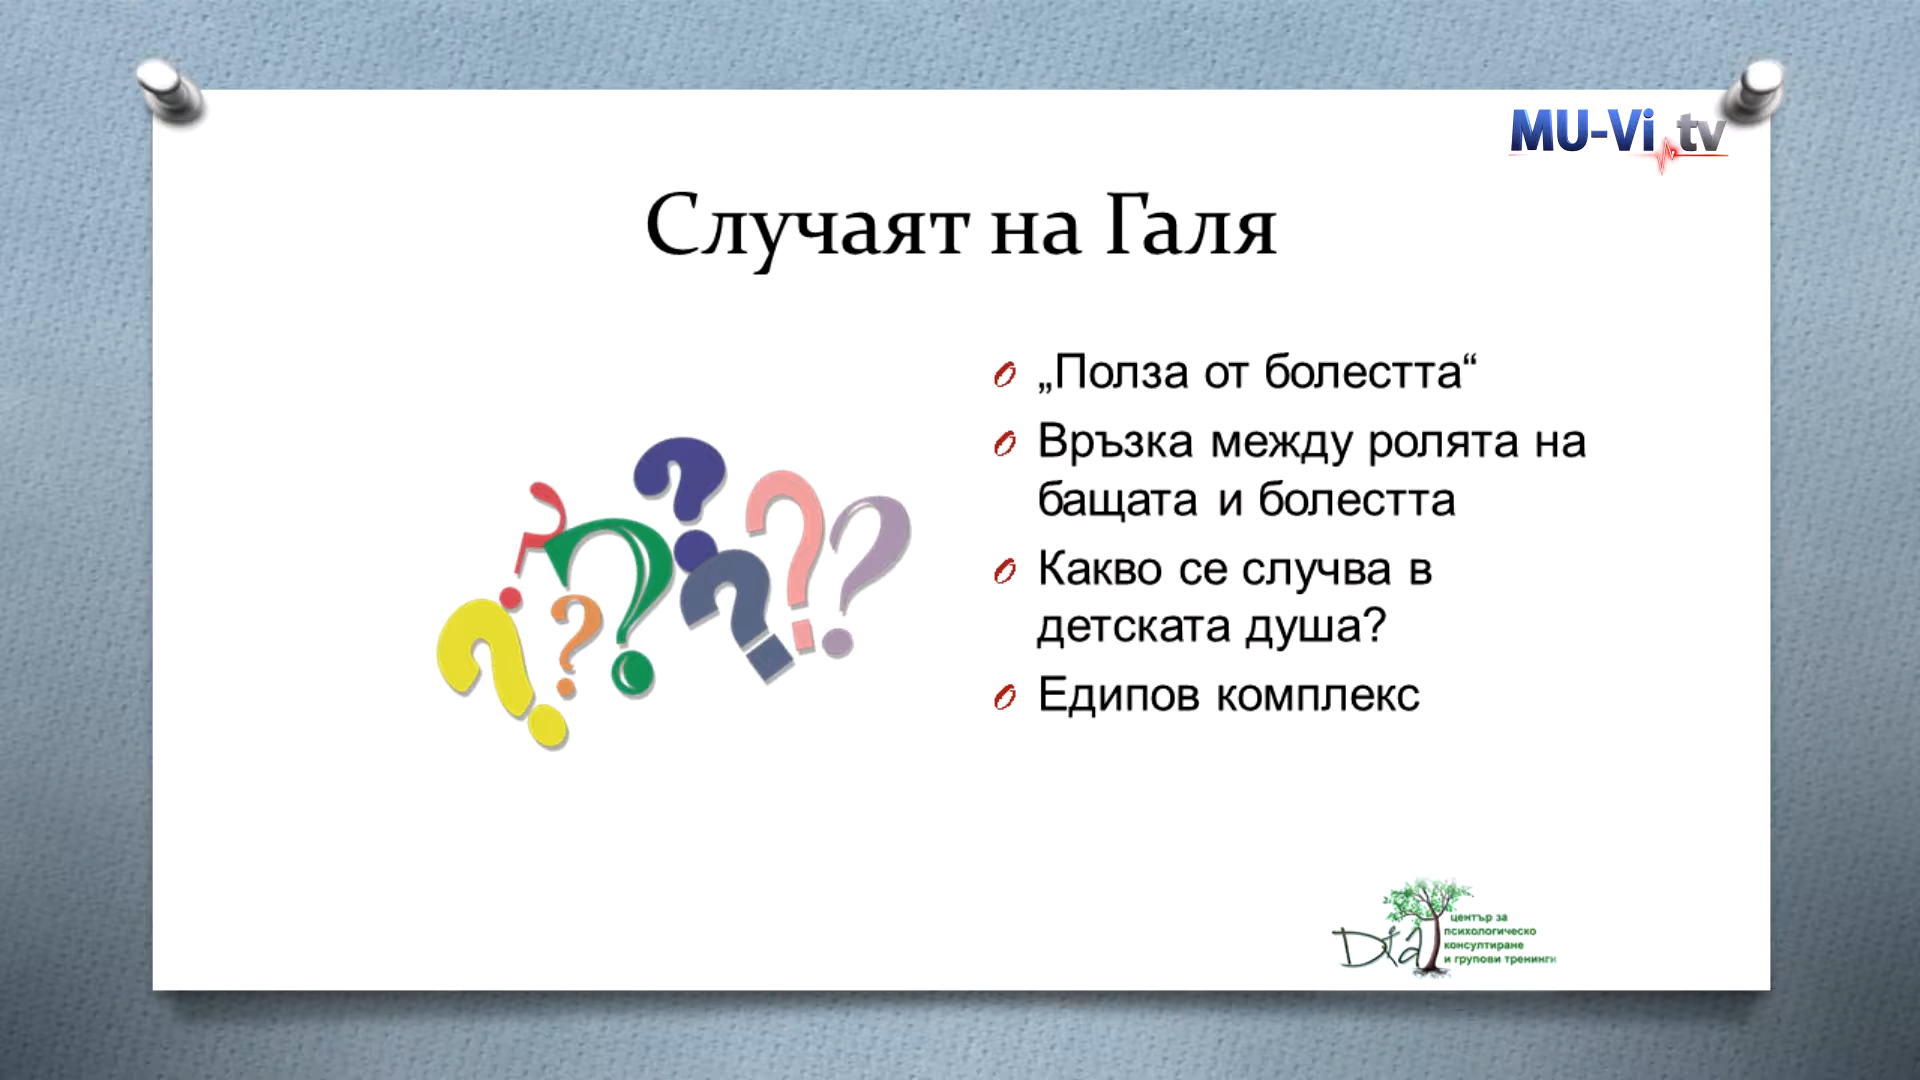 MU-Vi.tv
Случаят на Галя
„Полза от болестта“
Връзка между ролята на
бащата и болестта
Какво се случва в
детската душа?
Едипов комплекс
център за
психологическо
консултиране
и групови тренинги